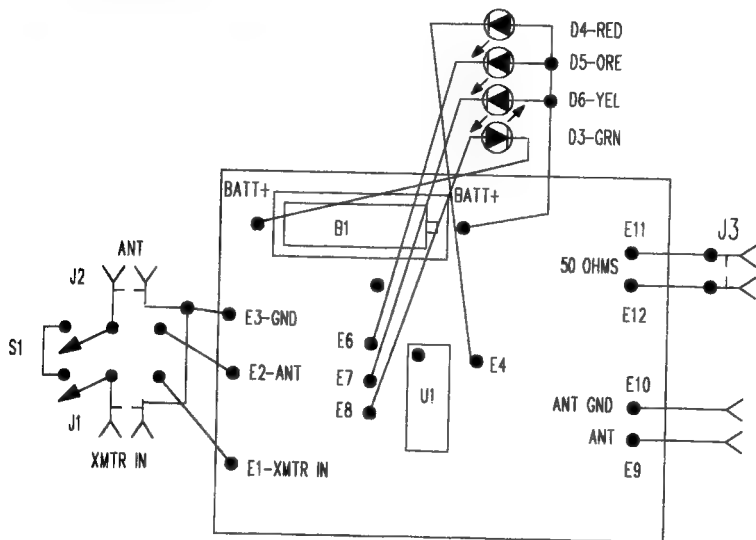 D4-RED
D5-ORE
D6-YEL
D3-GRN
BATT+
BATT+
B1
E11
J3
ANT
J2
50 OHMS
E3-GND
E12
S1
E6
E2-ANT
E7
E4
E10
J1
E8
U1
ANT GND
XMTR IN
ANT
E1-XMTR IN
E9